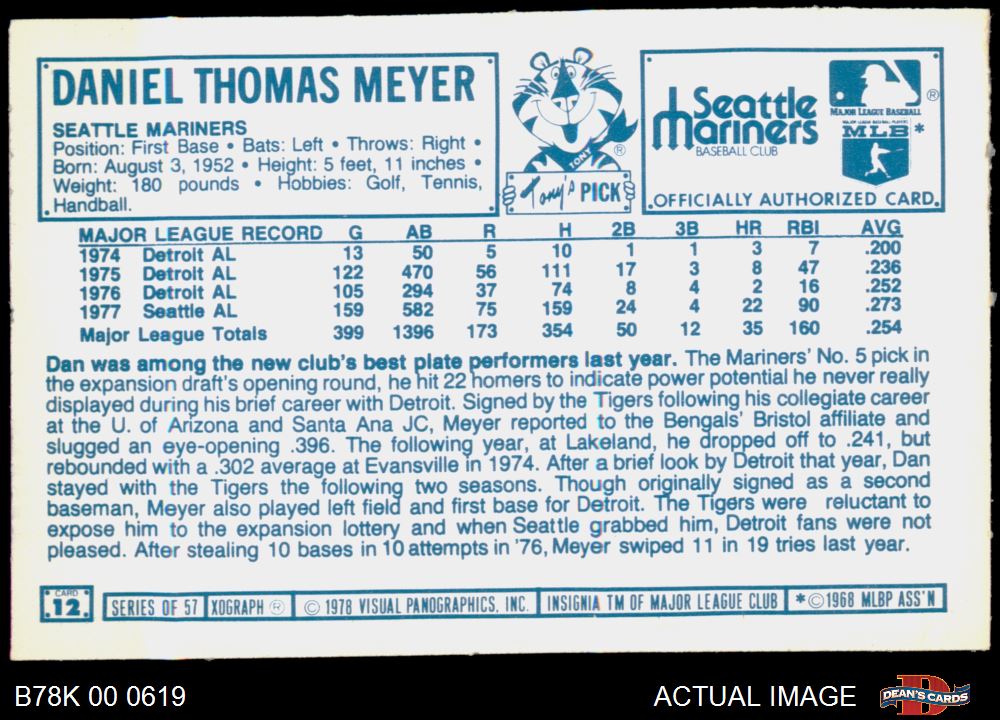 DANIEL THOMAS MEYER
SEATTLE MARINERS
Position: First Base • Bats: Left • Throws: Right •
Born: August 3, 1952 • Height: 5 feet, 11 inches •
Weight: 180 pounds • Hobbies: Golf, Tennis,
Handball.
TONY
®
Tony's PICK
Seattle
Mariners
BASEBALL CLUB
®
MAJOR LEAGUE BASEBALL
MAJOR LEAGUE BASEBALL PLAYERS
MLB *
OFFICIALLY AUTHORIZED CARD.
MAJOR LEAGUE RECORD G AB R H 2B 3B HR RBI AVG
1974 Detroit AL 13 50 5 10 1 1 3 7 .200
1975 Detroit AL 122 470 56 111 17 3 8 47 .236
1976 Detroit AL 105 294 37 74 8 4 2 16 .252
1977 Seattle AL 159 582 75 159 24 4 22 90 .273
Major League Totals 399 1396 173 354 50 12 35 160 .254
Dan was among the new club's best plate performers last year. The Mariners' No. 5 pick in
the expansion draft's opening round, he hit 22 homers to indicate power potential he never really
displayed during his brief career with Detroit. Signed by the Tigers following his collegiate career
at the U. of Arizona and Santa Ana JC, Meyer reported to the Bengals' Bristol affiliate and
slugged an eye-opening .396. The following year, at Lakeland, he dropped off to .241, but
rebounded with a .302 average at Evansville in 1974. After a brief look by Detroit that year, Dan
stayed with the Tigers the following two seasons. Though originally signed as a second
baseman, Meyer also played left field and first base for Detroit. The Tigers were reluctant to
expose him to the expansion lottery and when Seattle grabbed him, Detroit fans were not
pleased. After stealing 10 bases in 10 attempts in '76, Meyer swiped 11 in 19 tries last year.
CARD
12
SERIES OF 57 XOGRAPH ® © 1978 VISUAL PANOGRAPHICS, INC. INSIGNIA TM OF MAJOR LEAGUE CLUB *©1968 MLBP ASS'N
B78K 00 0619
ACTUAL IMAGE
DEAN'S CARDS